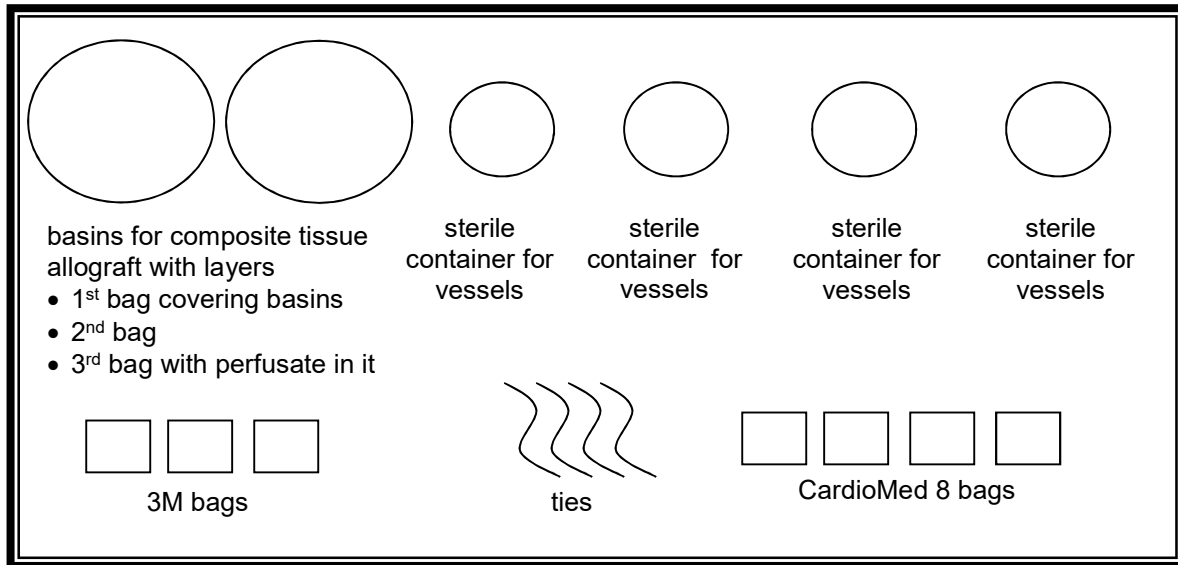 basins for composite tissue
allograft with layers
• 1st bag covering basins
• 2nd bag
• 3rd bag with perfusate in it
sterile
container for
vessels
sterile
container for
vessels
sterile
container for
vessels
sterile
container for
vessels
3M bags
ties
CardioMed 8 bags